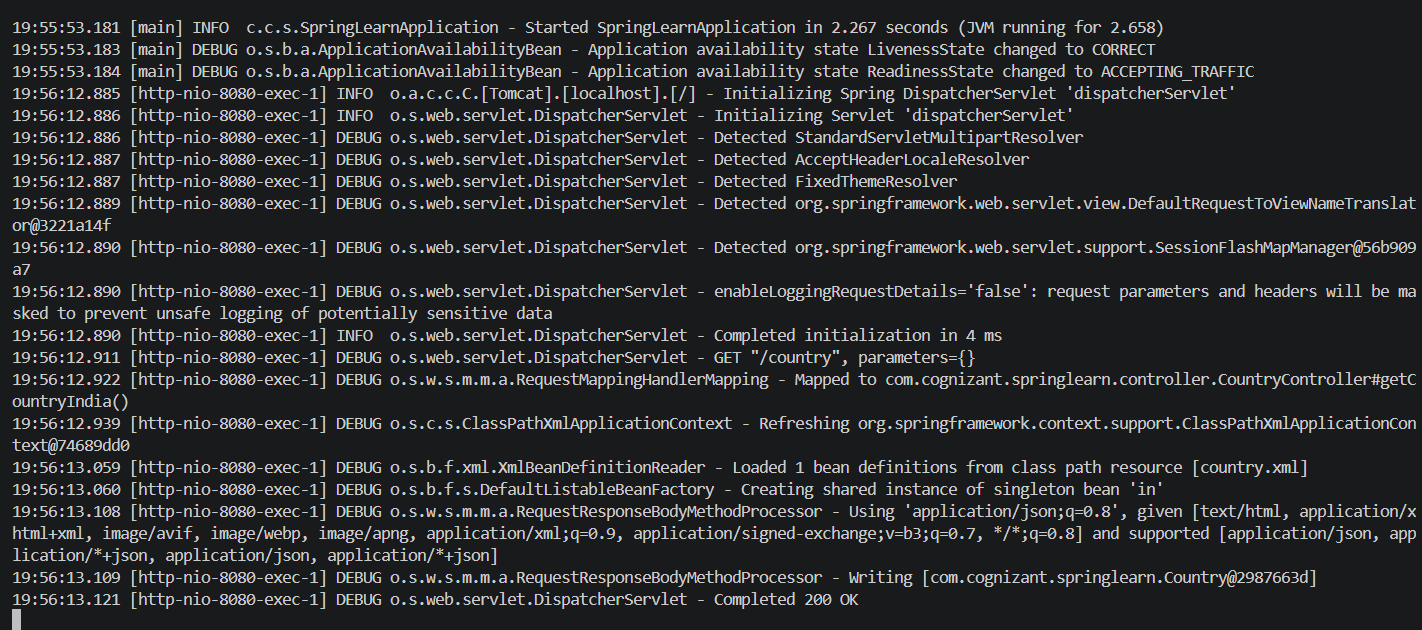 19:55:53.181 [main] INFO  c.c.s.SpringLearnApplication - Started SpringLearnApplication in 2.267 seconds (JVM running for 2.658)
19:55:53.183 [main] DEBUG o.s.b.a.ApplicationAvailabilityBean - Application availability state LivenessState changed to CORRECT
19:55:53.184 [main] DEBUG o.s.b.a.ApplicationAvailabilityBean - Application availability state ReadinessState changed to ACCEPTING_TRAFFIC
19:56:12.885 [http-nio-8080-exec-1] INFO  o.a.c.c.C.[Tomcat].[localhost].[/] - Initializing Spring DispatcherServlet 'dispatcherServlet'
19:56:12.886 [http-nio-8080-exec-1] INFO  o.s.web.servlet.DispatcherServlet - Initializing Servlet 'dispatcherServlet'
19:56:12.886 [http-nio-8080-exec-1] DEBUG o.s.web.servlet.DispatcherServlet - Detected StandardServletMultipartResolver
19:56:12.887 [http-nio-8080-exec-1] DEBUG o.s.web.servlet.DispatcherServlet - Detected AcceptHeaderLocaleResolver
19:56:12.887 [http-nio-8080-exec-1] DEBUG o.s.web.servlet.DispatcherServlet - Detected FixedThemeResolver
19:56:12.889 [http-nio-8080-exec-1] DEBUG o.s.web.servlet.DispatcherServlet - Detected org.springframework.web.servlet.view.DefaultRequestToViewNameTranslat
or@3221a14f
19:56:12.890 [http-nio-8080-exec-1] DEBUG o.s.web.servlet.DispatcherServlet - Detected org.springframework.web.servlet.support.SessionFlashMapManager@56b909
a7
19:56:12.890 [http-nio-8080-exec-1] DEBUG o.s.web.servlet.DispatcherServlet - enableLoggingRequestDetails='false': request parameters and headers will be ma
sked to prevent unsafe logging of potentially sensitive data
19:56:12.890 [http-nio-8080-exec-1] INFO  o.s.web.servlet.DispatcherServlet - Completed initialization in 4 ms
19:56:12.911 [http-nio-8080-exec-1] DEBUG o.s.web.servlet.DispatcherServlet - GET "/country", parameters={}
19:56:12.922 [http-nio-8080-exec-1] DEBUG o.s.w.s.m.m.a.RequestMappingHandlerMapping - Mapped to com.cognizant.springlearn.controller.CountryController#getC
ountryIndia()
19:56:12.939 [http-nio-8080-exec-1] DEBUG o.s.c.s.ClassPathXmlApplicationContext - Refreshing org.springframework.context.support.ClassPathXmlApplicationCon
text@74689dd0
19:56:13.059 [http-nio-8080-exec-1] DEBUG o.s.b.f.xml.XmlBeanDefinitionReader - Loaded 1 bean definitions from class path resource [country.xml]
19:56:13.060 [http-nio-8080-exec-1] DEBUG o.s.b.f.s.DefaultListableBeanFactory - Creating shared instance of singleton bean 'in'
19:56:13.108 [http-nio-8080-exec-1] DEBUG o.s.w.s.m.m.a.RequestResponseBodyMethodProcessor - Using 'application/json;q=0.8', given [text/html, application/x
html+xml, image/avif, image/webp, image/apng, application/xml;q=0.9, application/signed-exchange;v=b3;q=0.7, */*;q=0.8] and supported [application/json, app
lication/*+json, application/json, application/*+json]
19:56:13.109 [http-nio-8080-exec-1] DEBUG o.s.w.s.m.m.a.RequestResponseBodyMethodProcessor - Writing [com.cognizant.springlearn.Country@2987663d]
19:56:13.121 [http-nio-8080-exec-1] DEBUG o.s.web.servlet.DispatcherServlet - Completed 200 OK